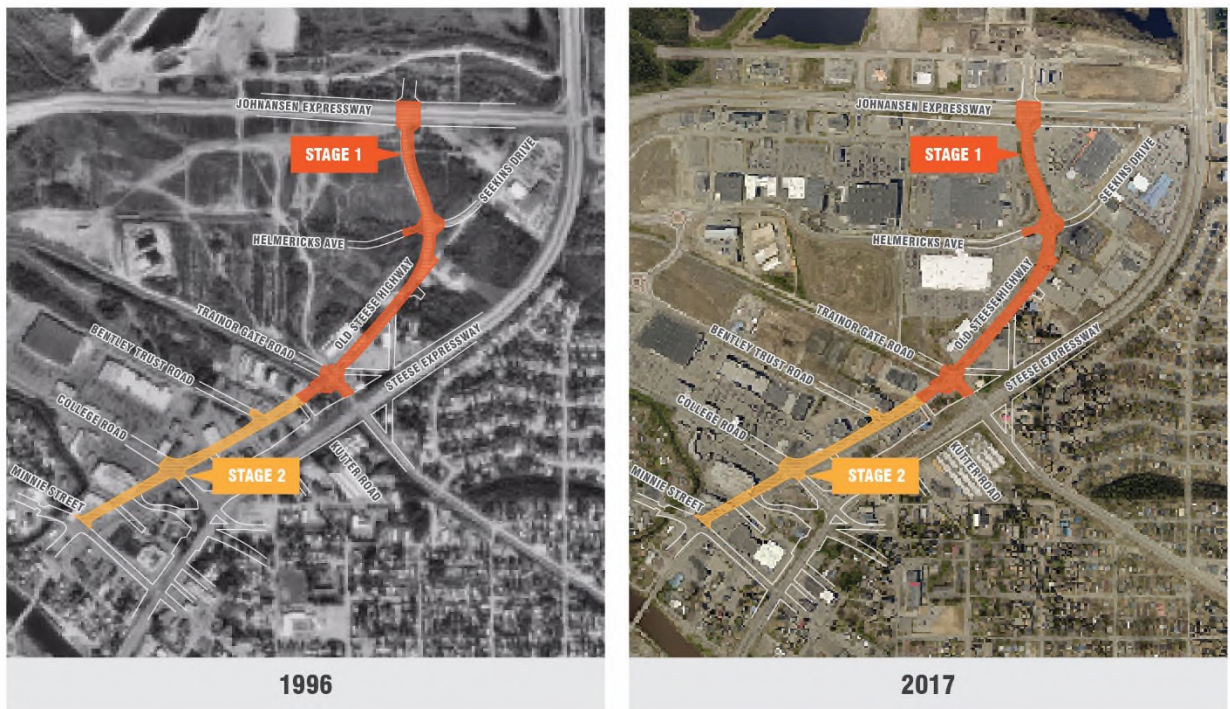 JOHNANSEN EXPRESSWAY
STAGE 1
SEEKINS DRIVE
HELMERICKS AVE
OLD STEESE HIGHWAY
TRAINOR GATE ROAD
BENTLEY TRUST ROAD
STEESE EXPRESSWAY
COLLEGE ROAD
STAGE 2
KUTTER ROAD
MINNIE STREET
1996
JOHNANSEN EXPRESSWAY
STAGE 1
SEEKINS DRIVE
HELMERICKS AVE
OLD STEESE HIGHWAY
TRAINOR GATE ROAD
BENTLEY TRUST ROAD
STEESE EXPRESSWAY
COLLEGE ROAD
STAGE 2
KUTTER ROAD
MINNIE STREET
2017